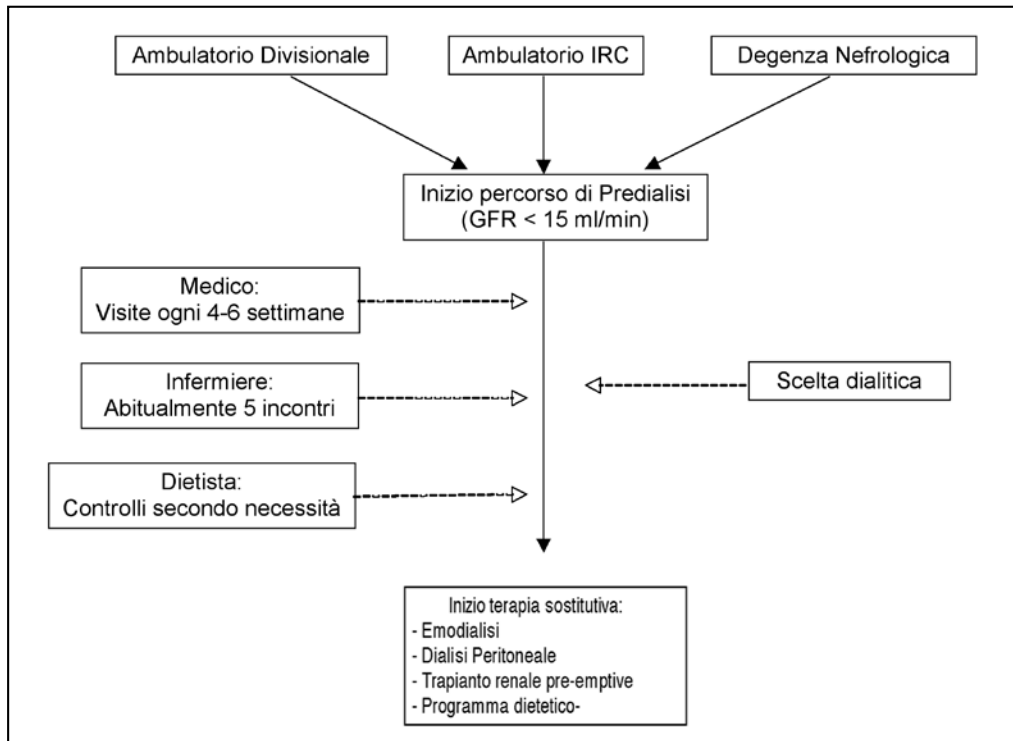 Ambulatorio Divisionale
Ambulatorio IRC
Degenza Nefrologica
Inizio percorso di Predialisi
(GFR < 15 ml/min)
Medico:
Visite ogni 4-6 settimane
Infermiere:
Abitualmente 5 incontri
Scelta dialitica
Dietista:
Controlli secondo necessità
Inizio terapia sostitutiva:
- Emodialisi
- Dialisi Peritoneale
- Trapianto renale pre-emptive
- Programma dietetico-